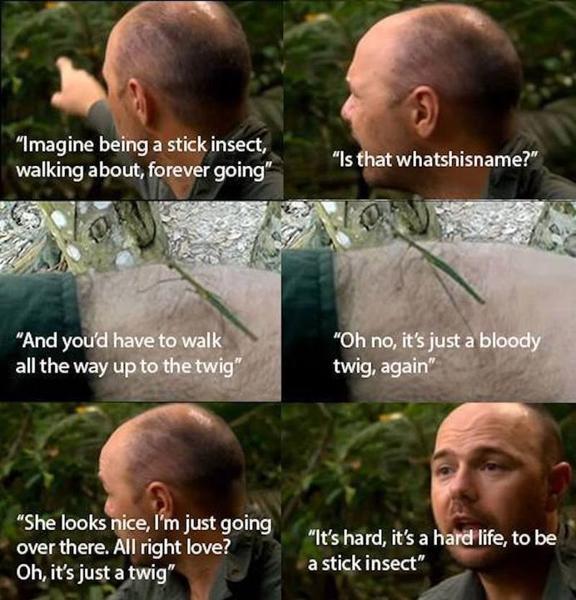 “Imagine being a stick insect,
walking about, forever going”
“Is that whatshisname?”
“And you’d have to walk
all the way up to the twig”
“Oh no, it’s just a bloody
twig, again”
“She looks nice, I’m just going
over there. All right love?
Oh, it’s just a twig”
“It’s hard, it’s a hard life, to be
a stick insect”